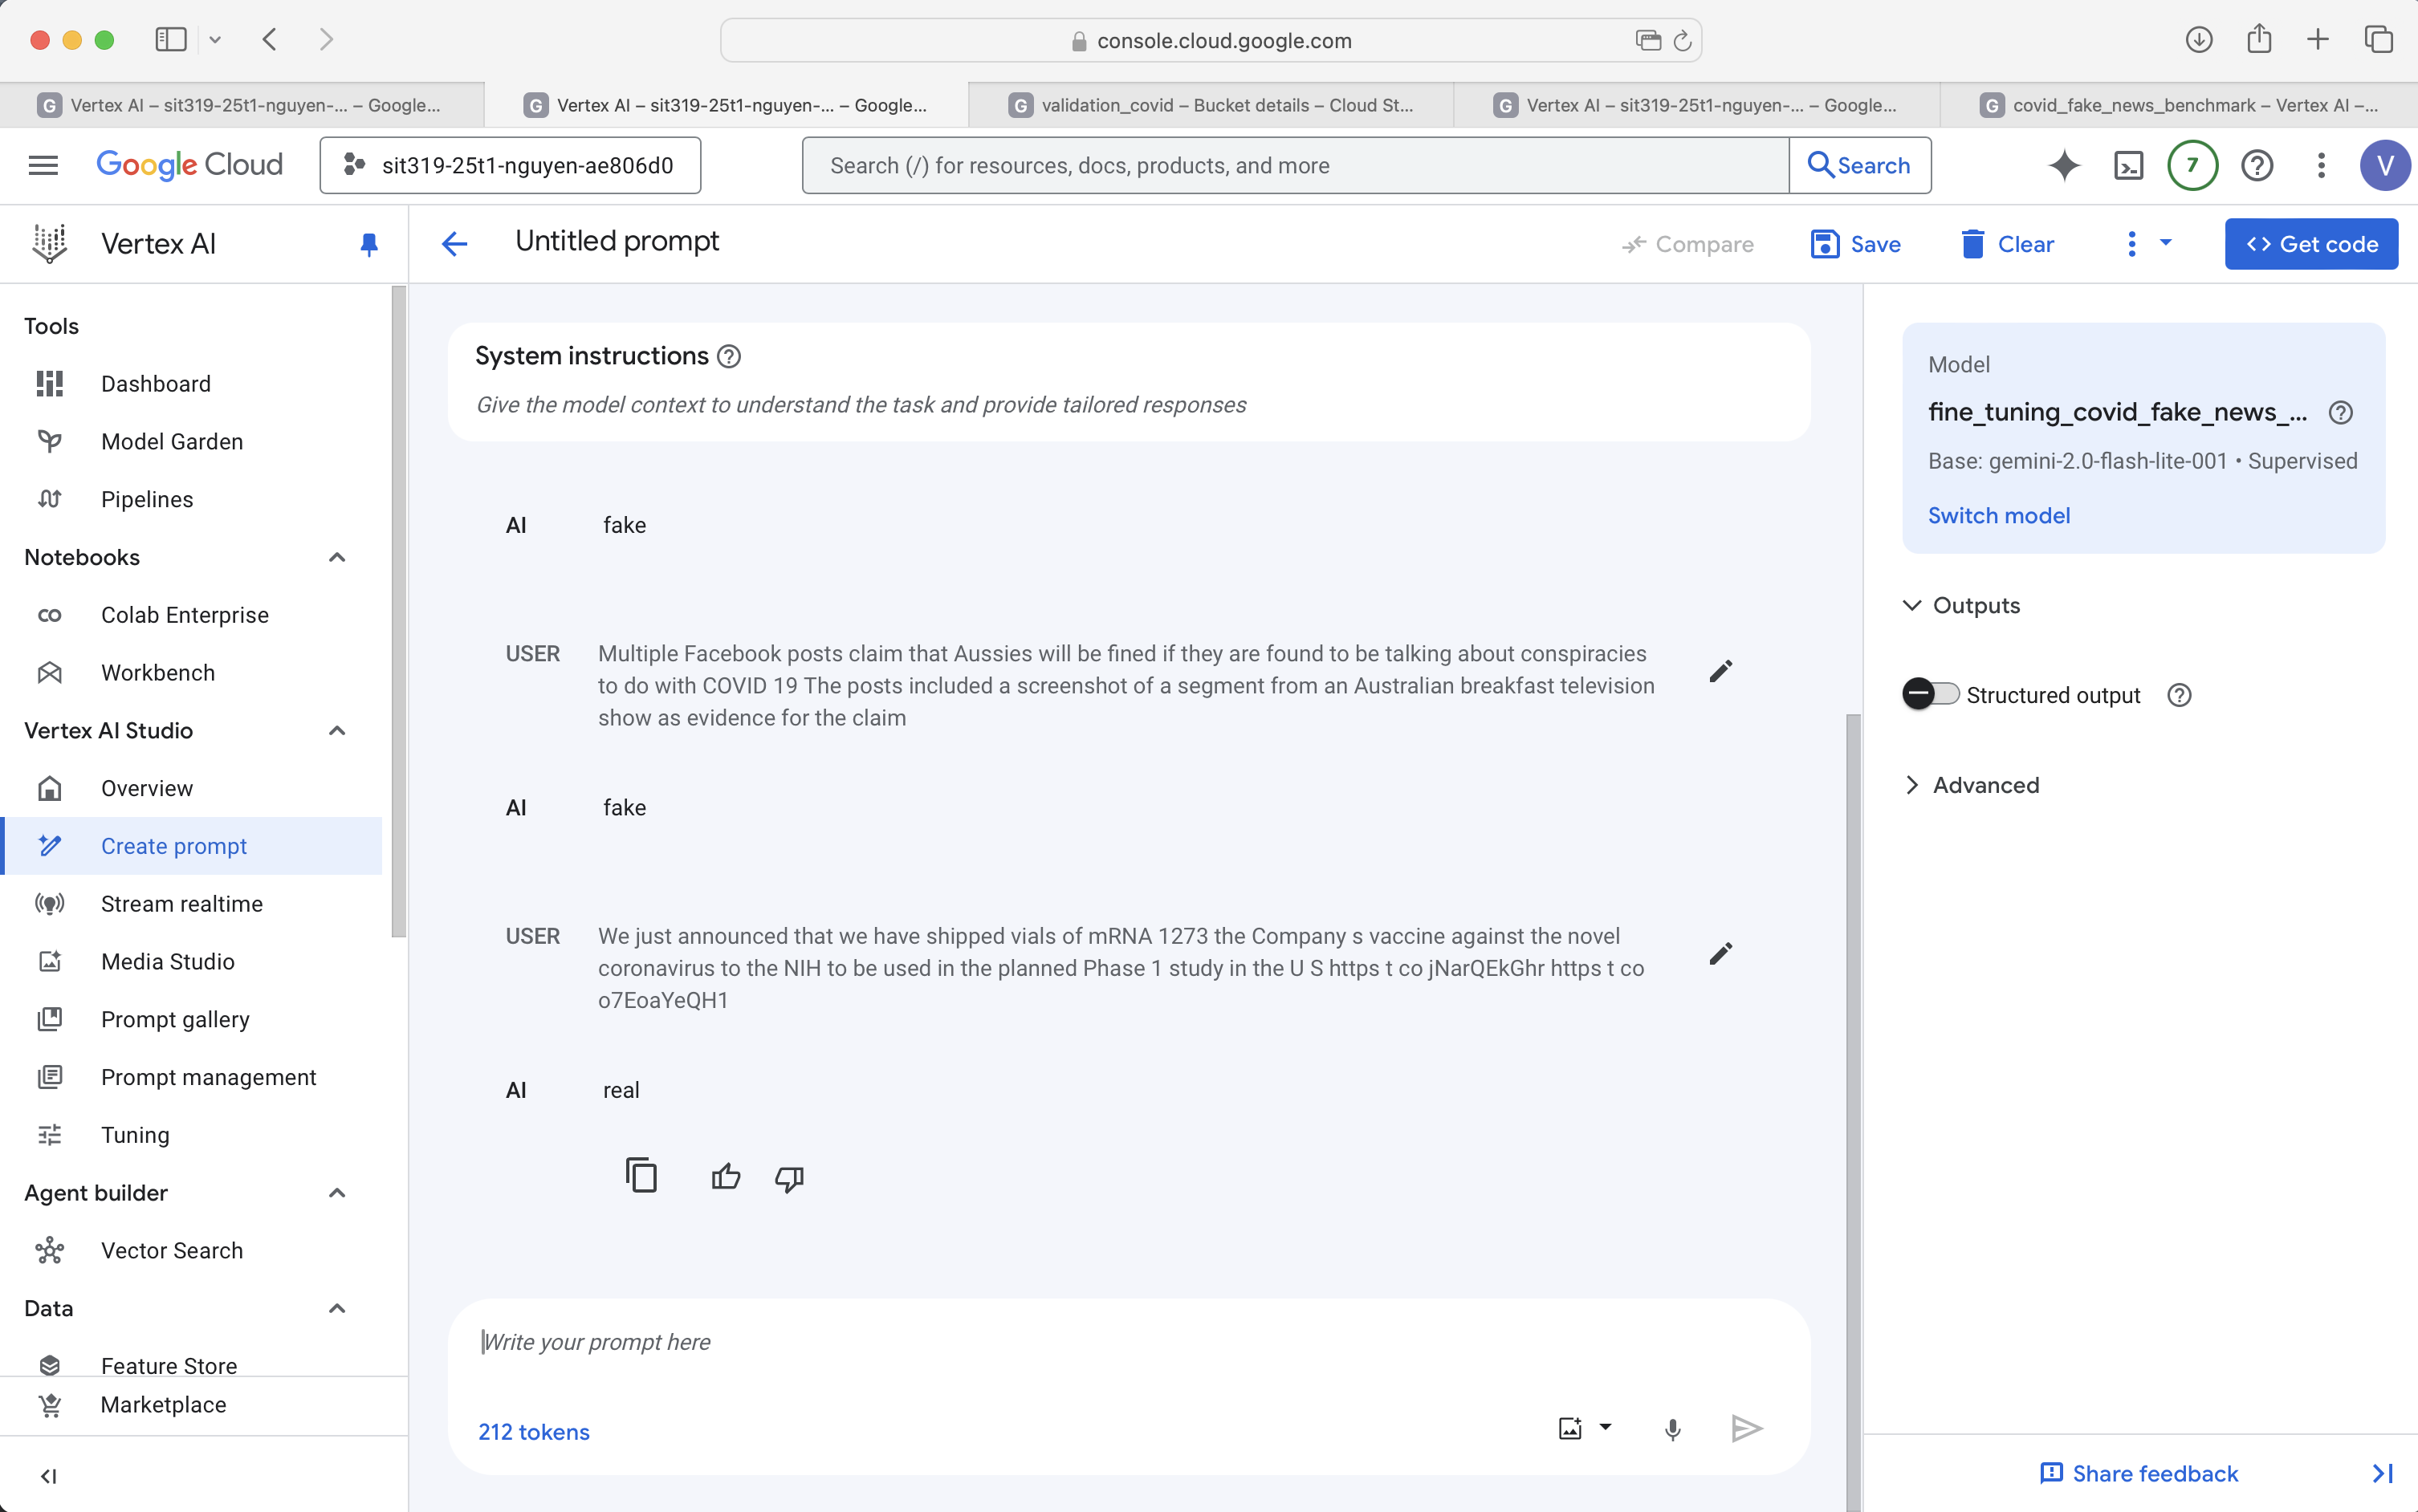 console.cloud.google.com
G Vertex AI – sit319-25t1-nguyen-... – Google...
G Vertex AI – sit319-25t1-nguyen-... – Google...
G validation_covid – Bucket details – Cloud St...
G Vertex AI – sit319-25t1-nguyen-... – Google...
G covid_fake_news_benchmark – Vertex AI –...
Google Cloud
sit319-25t1-nguyen-ae806d0
Search (/) for resources, docs, products, and more
Search
7
V
Vertex AI
Untitled prompt
Compare
Save
Clear
Get code
Tools
Dashboard
Model Garden
Pipelines
Notebooks
Colab Enterprise
Workbench
Vertex AI Studio
Overview
Create prompt
Stream realtime
Media Studio
Prompt gallery
Prompt management
Tuning
Agent builder
Vector Search
Data
Feature Store
Marketplace
System instructions
Give the model context to understand the task and provide tailored responses
AI fake
USER Multiple Facebook posts claim that Aussies will be fined if they are found to be talking about conspiracies
to do with COVID 19 The posts included a screenshot of a segment from an Australian breakfast television
show as evidence for the claim
AI fake
USER We just announced that we have shipped vials of mRNA 1273 the Company s vaccine against the novel
coronavirus to the NIH to be used in the planned Phase 1 study in the U S https t co jNarQEkGhr https t co
o7EoaYeQH1
AI real
Write your prompt here
212 tokens
Model
fine_tuning_covid_fake_news_...
Base: gemini-2.0-flash-lite-001 • Supervised
Switch model
Outputs
Structured output
Advanced
Share feedback